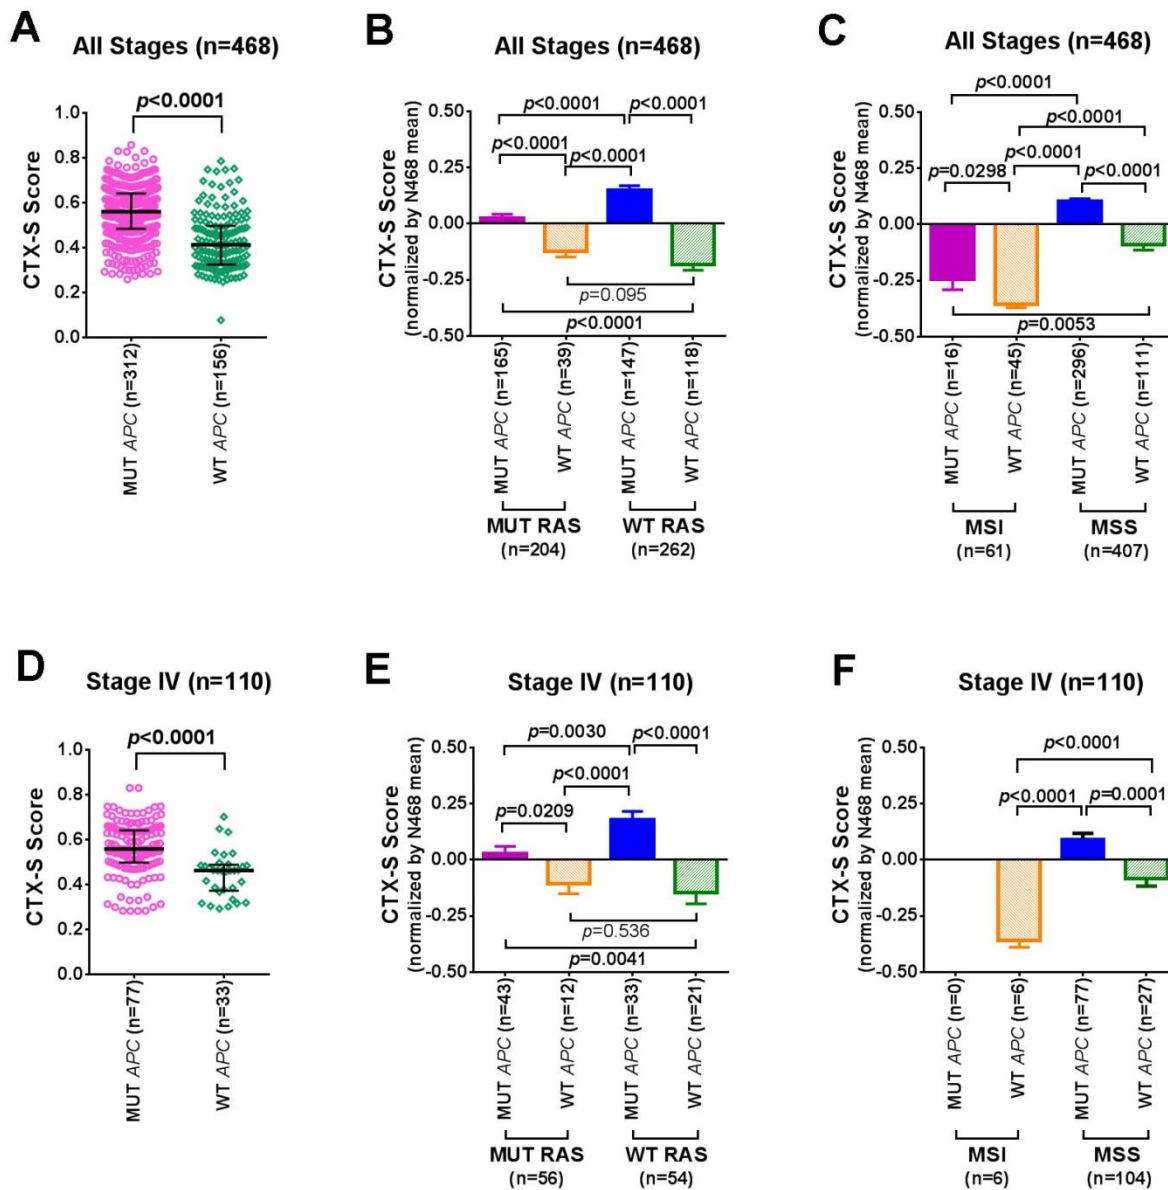 A
All Stages (n=468)
p<0.0001
CTX-S Score
1.0
0.8
0.6
0.4
0.2
0.0
MUT APC (n=312)
WT APC (n=156)
B
All Stages (n=468)
p<0.0001 p<0.0001
p<0.0001
p<0.0001
CTX-S Score
(normalized by N468 mean)
0.50
0.25
0.00
-0.25
-0.50
p=0.095
p<0.0001
MUT APC (n=165)
WT APC (n=39)
MUT APC (n=147)
WT APC (n=118)
MUT RAS
(n=204)
WT RAS
(n=262)
C
All Stages (n=468)
p<0.0001
p<0.0001
p<0.0001
p=0.0298
p<0.0001
CTX-S Score
(normalized by N468 mean)
0.50
0.25
0.00
-0.25
-0.50
p=0.0053
MUT APC (n=16)
WT APC (n=45)
MUT APC (n=296)
WT APC (n=111)
MSI
(n=61)
MSS
(n=407)
D
Stage IV (n=110)
p<0.0001
CTX-S Score
1.0
0.8
0.6
0.4
0.2
0.0
MUT APC (n=77)
WT APC (n=33)
E
Stage IV (n=110)
p=0.0030
p<0.0001
p<0.0001
p=0.0209
CTX-S Score
(normalized by N468 mean)
0.50
0.25
0.00
-0.25
-0.50
p=0.536
p=0.0041
MUT APC (n=43)
WT APC (n=12)
MUT APC (n=33)
WT APC (n=21)
MUT RAS
(n=56)
WT RAS
(n=54)
F
Stage IV (n=110)
p<0.0001
p<0.0001 p=0.0001
CTX-S Score
(normalized by N468 mean)
0.50
0.25
0.00
-0.25
-0.50
MUT APC (n=0)
WT APC (n=6)
MUT APC (n=77)
WT APC (n=27)
MSI
(n=6)
MSS
(n=104)